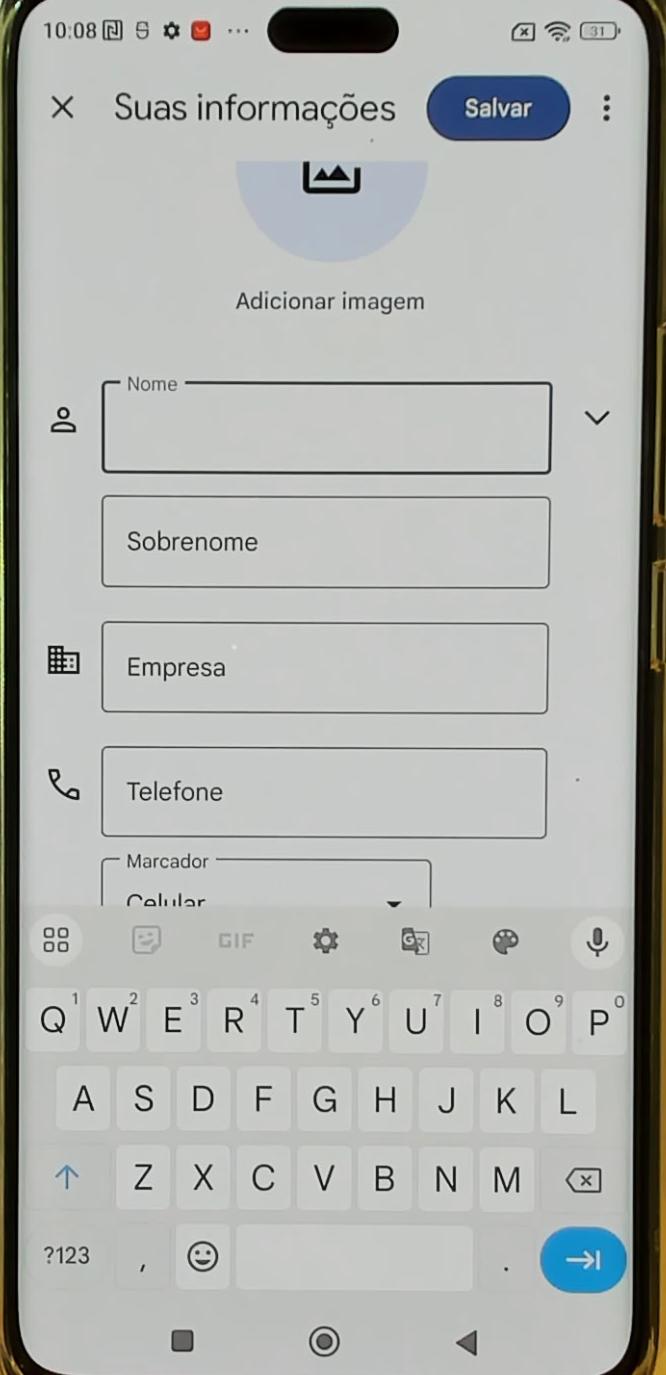 10:08 ... 31
Suas informações Salvar
Adicionar imagem
Nome
Sobrenome
Empresa
Telefone
Marcador
Celular
GIF G
1 2 3 4 5 6 7 8 9 0
Q W E R T Y U I O P
A S D F G H J K L
Z X C V B N M
?123 , .